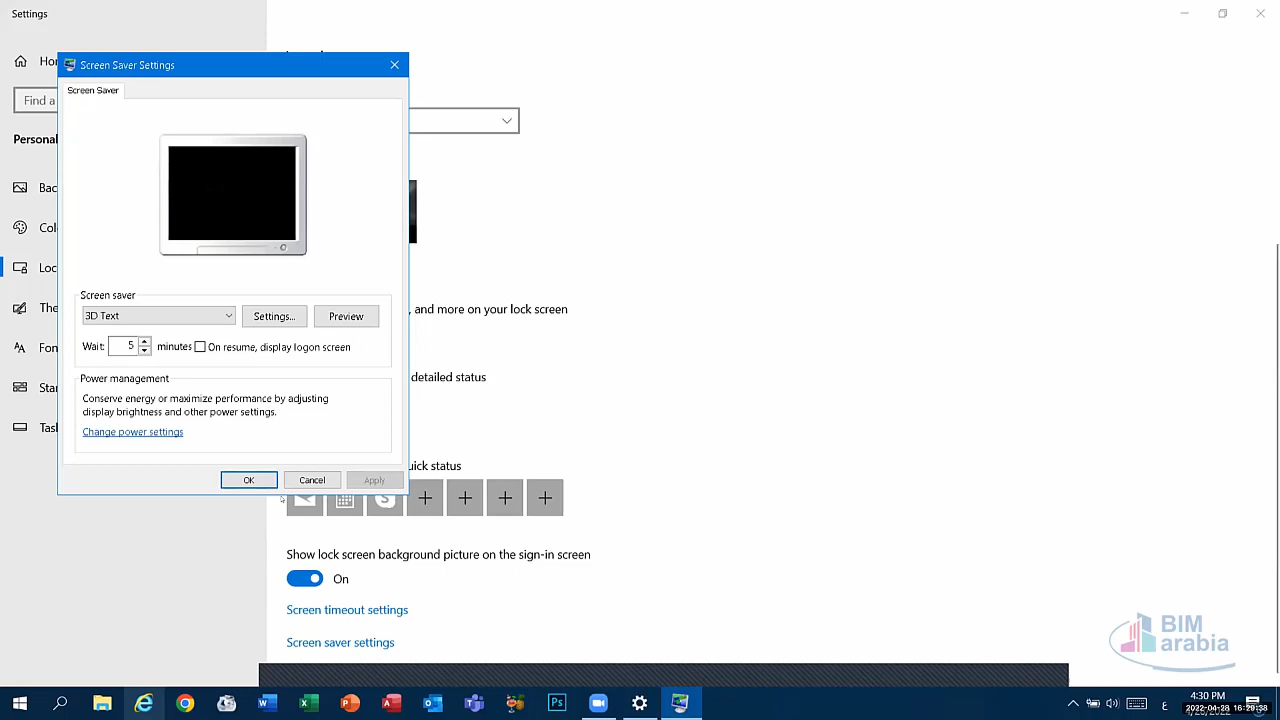 Settings
Screen Saver Settings
Screen Saver
Find a
Personal
Screen saver
3D Text
Settings...
Preview
Wait: 5 minutes
On resume, display logon screen
Power management
Conserve energy or maximize performance by adjusting
display brightness and other power settings.
Change power settings
OK
Cancel
Apply
, and more on your lock screen
detailed status
uick status
Show lock screen background picture on the sign-in screen
On
Screen timeout settings
Screen saver settings
BIM
arabia
Ps
ع
4:30 PM
2022-04-28 16:20:38